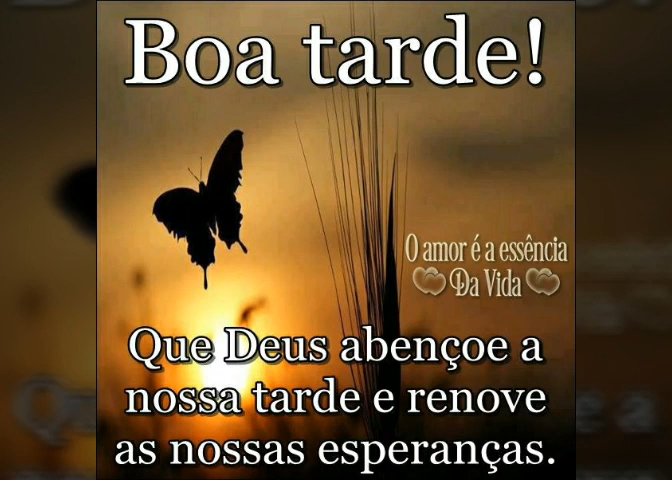 Boa tarde!
O amor é a essência
Da Vida
Que Deus abençoe a
nossa tarde e renove
as nossas esperanças.